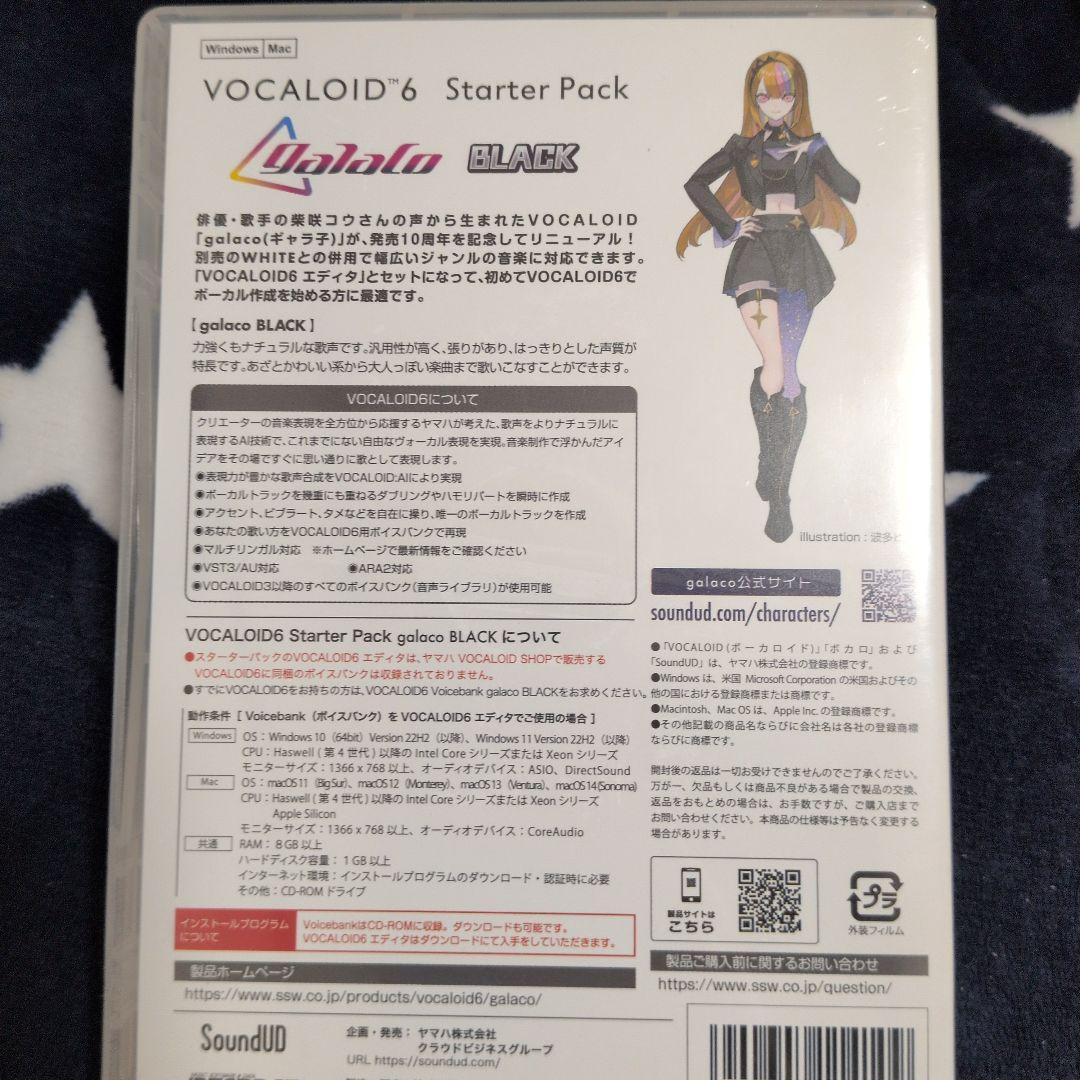 Windows Mac
VOCALOID™6 Starter Pack
galaco BLACK
俳優・歌手の柴咲コウさんの声から生まれたVOCALOID
「galaco(ギャラ子)」が、発売10周年を記念してリニューアル！
別売のWHITEとの併用で幅広いジャンルの音楽に対応できます。
「VOCALOID6 エディタ」とセットになって、初めてVOCALOID6で
ボーカル作成を始める方に最適です。
【galaco BLACK】
力強くもナチュラルな歌声です。汎用性が高く、張りがあり、はっきりとした声質が
特長です。あざとかわいい系から大人っぽい楽曲まで歌いこなすことができます。
VOCALOID6について
クリエーターの音楽表現を全方位から応援するヤマハが考えた、歌声をよりナチュラルに
表現するAI技術で、これまでにない自由なヴォーカル表現を実現。音楽制作で浮かんだアイ
デアをその場ですぐに思い通りに歌として表現します。
◉表現力が豊かな歌声合成をVOCALOID:AIにより実現
◉ボーカルトラックを幾重にも重ねるダブリングやハモリパートを瞬時に作成
◉アクセント、ビブラート、タメなどを自在に操り、唯一のボーカルトラックを作成
◉あなたの歌い方をVOCALOID6用ボイスバンクで再現
◉マルチリンガル対応 ※ホームページで最新情報をご確認ください
◉VST3/AU対応 ◉ARA2対応
◉VOCALOID3以降のすべてのボイスバンク(音声ライブラリ)が使用可能
VOCALOID6 Starter Pack galaco BLACK について
●スターターパックのVOCALOID6 エディタは、ヤマハ VOCALOID SHOPで販売する
VOCALOID6に同梱のボイスバンクは収録されておりません。
●すでにVOCALOID6をお持ちの方は、VOCALOID6 Voicebank galaco BLACKをお求めください。
動作条件 [ Voicebank（ボイスバンク）を VOCALOID6 エディタでご使用の場合 ]
Windows OS：Windows 10（64bit）Version 22H2（以降）、Windows 11 Version 22H2（以降）
CPU：Haswell ( 第 4 世代 ) 以降の Intel Core シリーズまたは Xeon シリーズ
モニターサイズ：1366 x 768 以上、オーディオデバイス：ASIO、DirectSound
Mac OS：macOS 11（Big Sur)、macOS 12（Monterey)、macOS 13（Ventura)、macOS 14(Sonoma)
CPU：Haswell ( 第 4 世代 ) 以降の Intel Core シリーズまたは Xeon シリーズ
Apple Silicon
モニターサイズ：1366 x 768 以上、オーディオデバイス：CoreAudio
共通 RAM：8 GB 以上
ハードディスク容量：1 GB 以上
インターネット環境：インストールプログラムのダウンロード・認証時に必要
その他：CD-ROM ドライブ
インストールプログラム
について
VoicebankはCD-ROMに収録。ダウンロードも可能です。
VOCALOID6 エディタはダウンロードにて入手をしていただきます。
製品ホームページ
https://www.ssw.co.jp/products/vocaloid6/galaco/
SoundUD
企画・発売：ヤマハ株式会社
クラウドビジネスグループ
URL https://soundud.com/
illustration：波多
galaco公式サイト
soundud.com/characters/
●「VOCALOID (ボーカロイド)」「ボカロ」および
「SoundUD」は、ヤマハ株式会社の登録商標です。
●Windows は、米国 Microsoft Corporation の米国およびその
他の国における登録商標または商標です。
●Macintosh、Mac OS は、Apple Inc. の登録商標です。
●その他記載の商品名ならびに会社名は各社の登録商標
ならびに商標です。
開封後の返品は一切お受けできませんのでご了承ください。
万が一、欠品もしくは商品不良がある場合で製品の交換、
返品をおもとめの場合は、お手数ですが、ご購入店まで
お問い合わせください。本商品の仕様等は予告なく変更する
場合があります。
製品サイトは
こちら
プラ
外装フィルム
製品ご購入前に関するお問い合わせ
https://www.ssw.co.jp/question/